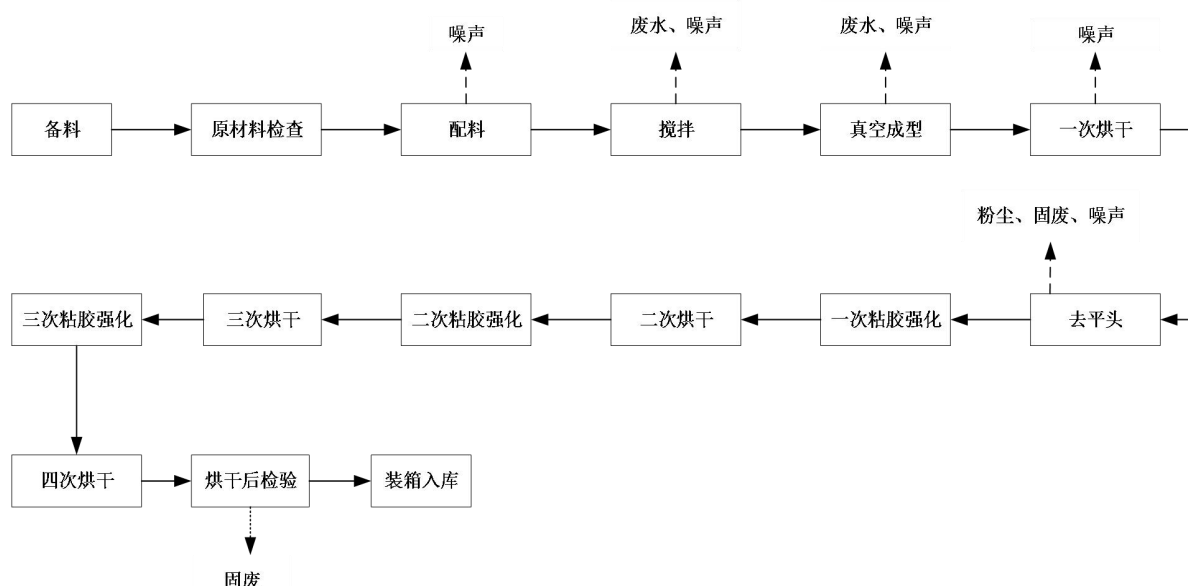 噪声
废水、噪声
废水、噪声
噪声
备料
原材料检查
配料
搅拌
真空成型
一次烘干
粉尘、固废、噪声
三次粘胶强化
三次烘干
二次粘胶强化
二次烘干
一次粘胶强化
去平头
四次烘干
烘干后检验
装箱入库
固废